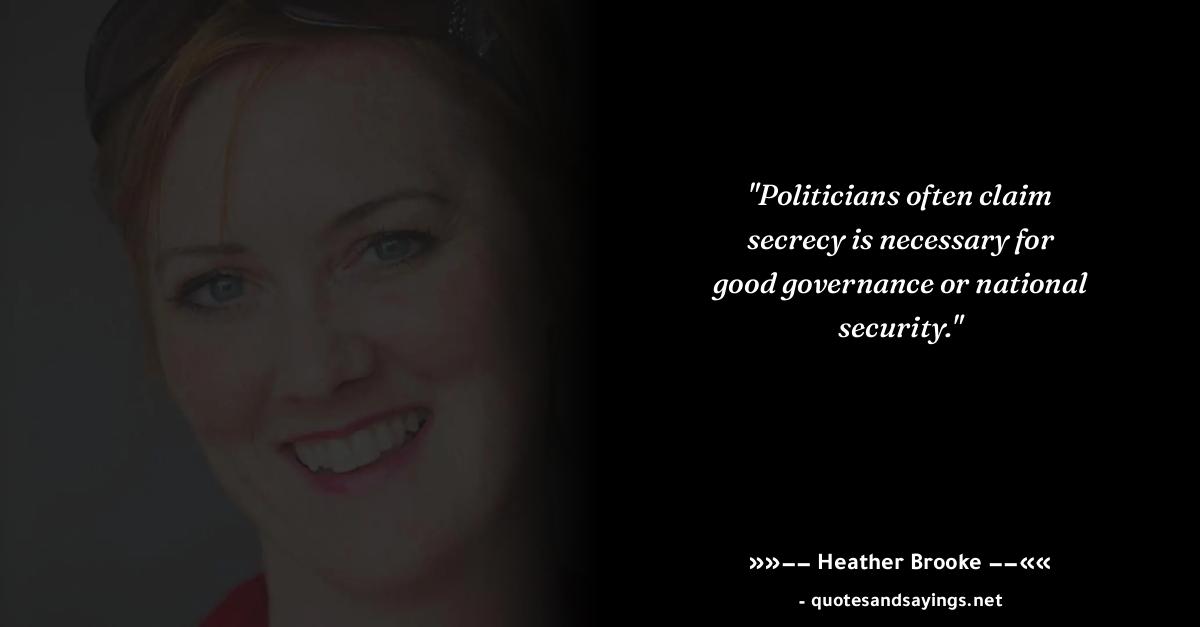 "Politicians often claim
secrecy is necessary for
good governance or national
security."
»»–– Heather Brooke ––««
- quotesandsayings.net